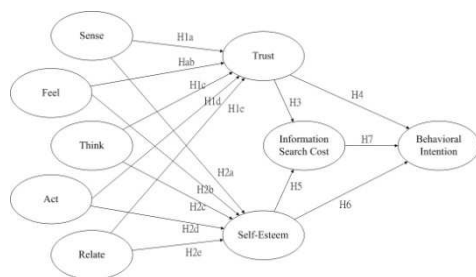 Sense
H1a
Trust
Hab
Feel
H1c
H1d
H1e
H3
H4
Think
Information
Search Cost
H7
Behavioral
Intention
H2a
H2b
H2c
H5
H6
Act
H2d
Self-Esteem
Relate
H2e